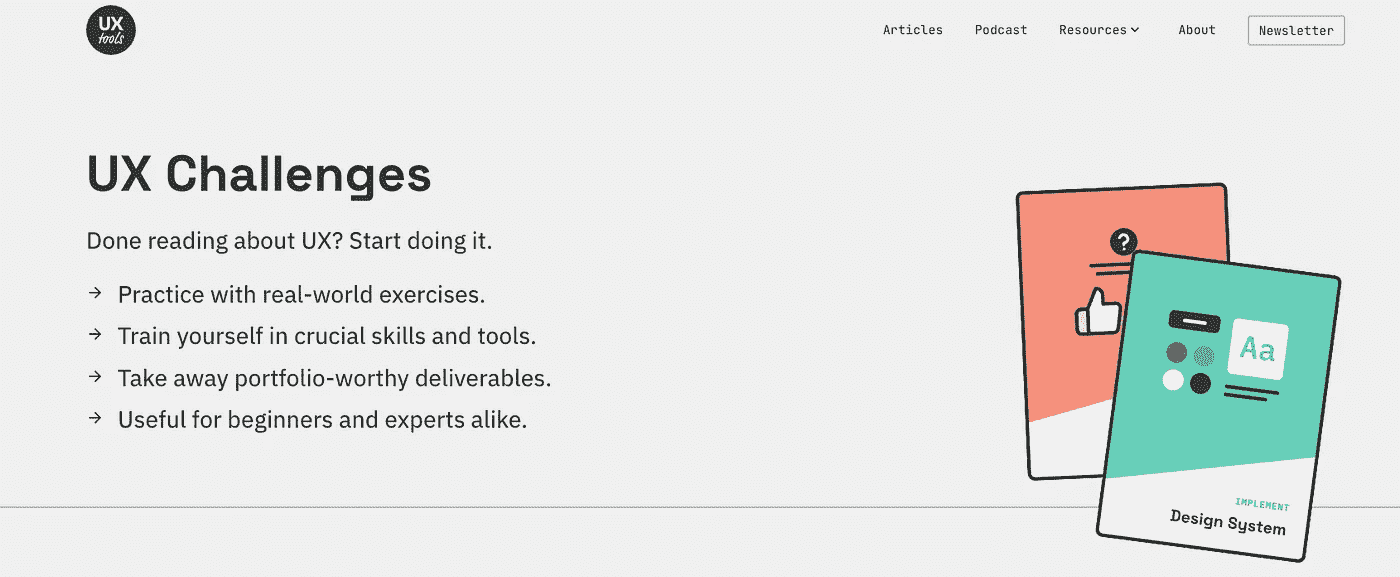 UX
tools
Articles Podcast Resources About Newsletter
UX Challenges
Done reading about UX? Start doing it.
→ Practice with real-world exercises.
→ Train yourself in crucial skills and tools.
→ Take away portfolio-worthy deliverables.
→ Useful for beginners and experts alike.
?
Aa
IMPLEMENT
Design System